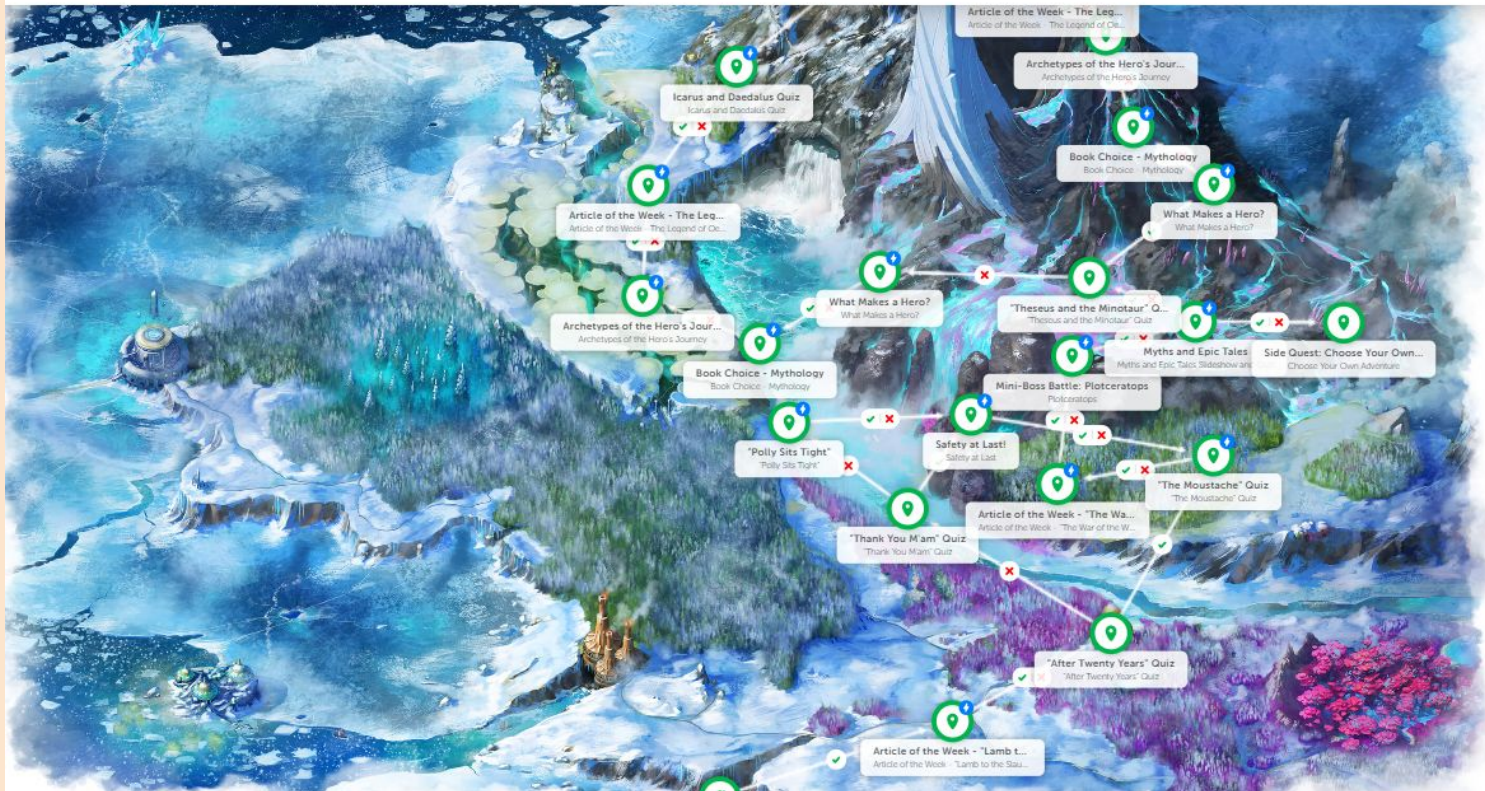 Article of the Week - The Leg...
Article of the Week - The Legend of Cle...
Archetypes of the Hero's Jour...
Archetypes of the Hero's Journey
Icarus and Daedalus Quiz
Icarus and Daedalus Quiz
Book Choice - Mythology
Book Choice - Mythology
Article of the Week - The Leg...
Article of the Week - The Legend of Cle...
What Makes a Hero?
What Makes a Hero?
What Makes a Hero?
What Makes a Hero?
"Theseus and the Minotaur" Q...
"Theseus and the Minotaur" Quiz
Archetypes of the Hero's Jour...
Archetypes of the Hero's Journey
Myths and Epic Tales
Myths and Epic Tales Slideshow and
Side Quest: Choose Your Own...
Choose Your Own Adventure
Book Choice - Mythology
Book Choice - Mythology
Mini-Boss Battle: Plotceratops
Plotceratops
"Polly Sits Tight"
"Polly Sits Tight"
Safety at Last!
Safety at Last
"The Moustache" Quiz
"The Moustache" Quiz
Article of the Week - "The Wa...
Article of the Week - "The War of the W...
"Thank You M'am" Quiz
"Thank You M'am" Quiz
"After Twenty Years" Quiz
"After Twenty Years" Quiz
Article of the Week - "Lamb t...
Article of the Week - "Lamb to the Slau...